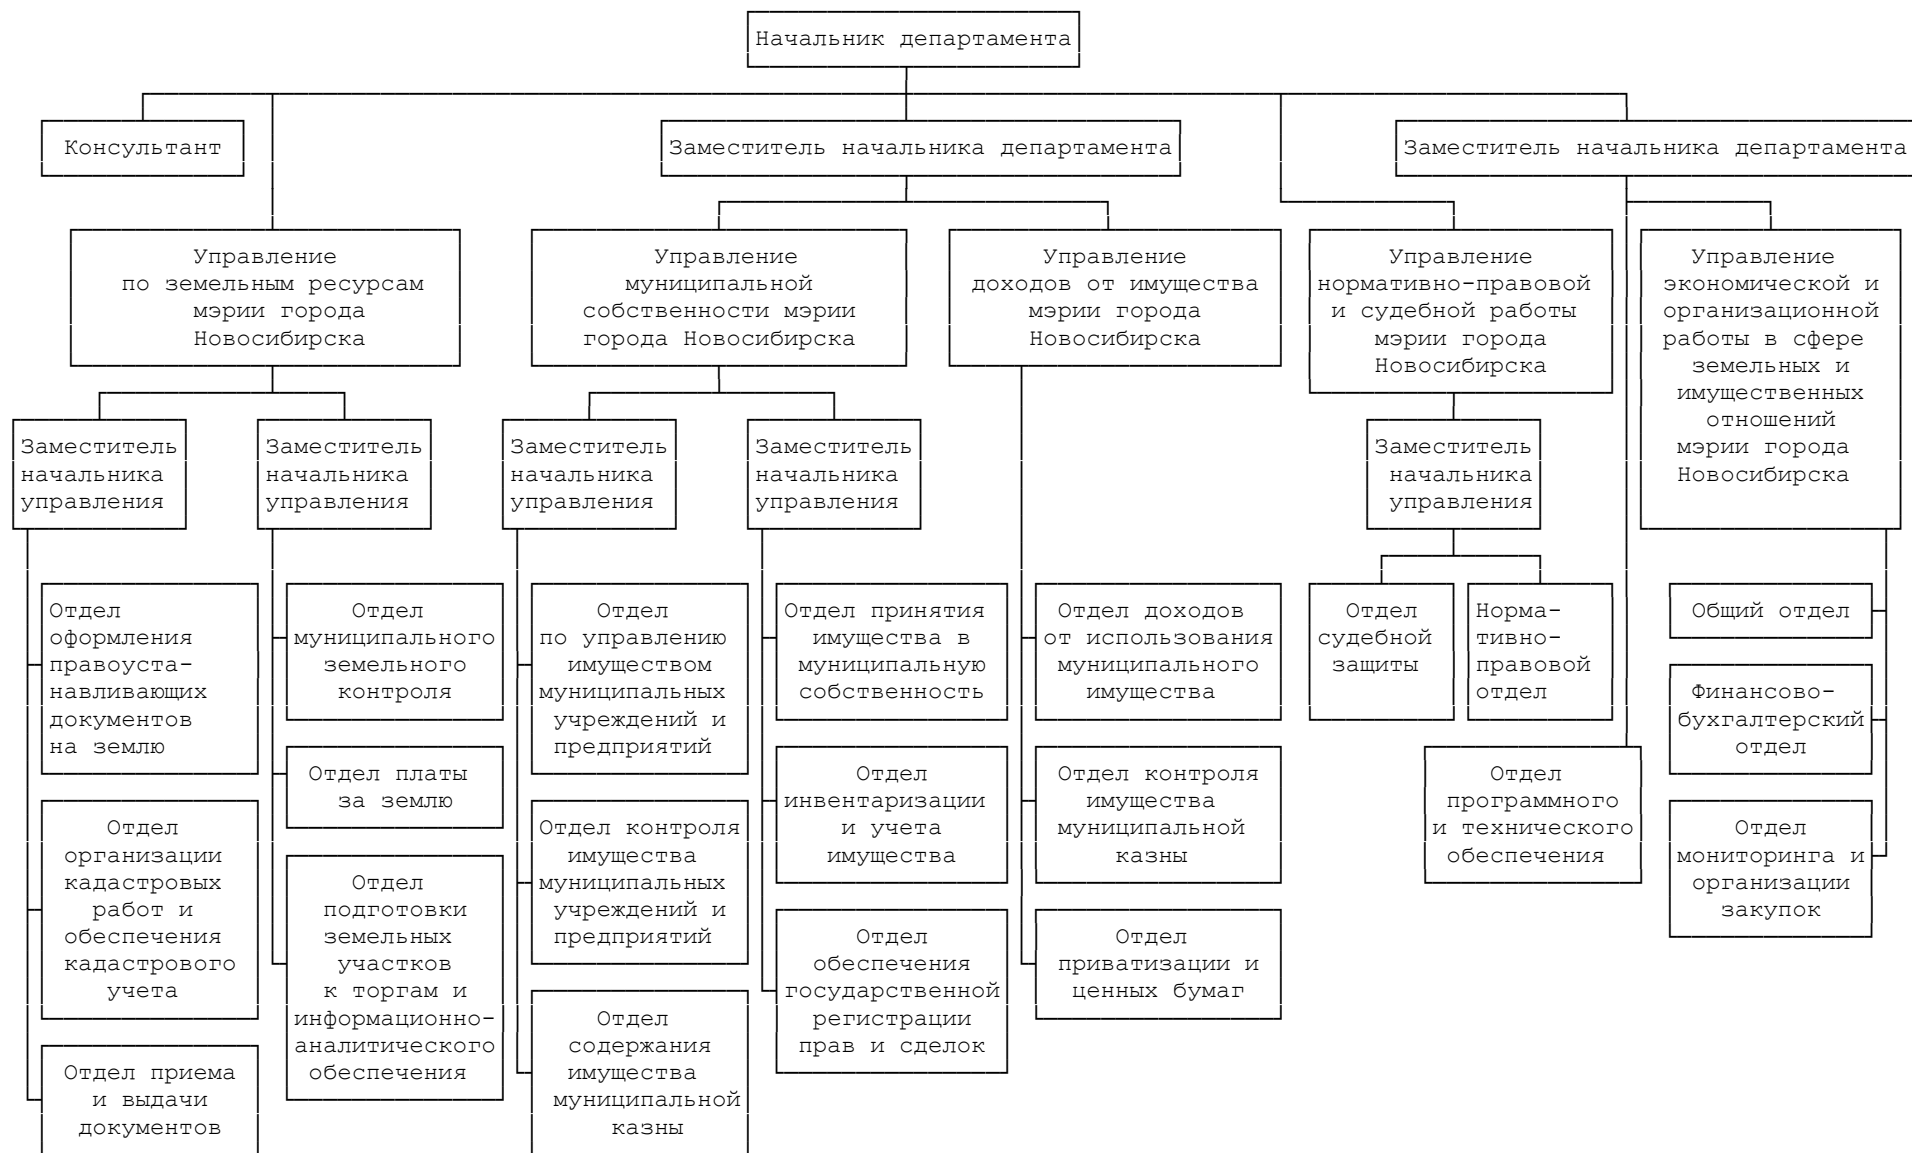 Начальник департамента
Консультант
Заместитель начальника департамента
Заместитель начальника департамента
Управление
по земельным ресурсам
мэрии города
Новосибирска
Управление
муниципальной
собственности мэрии
города Новосибирска
Управление
доходов от имущества
мэрии города
Новосибирска
Управление
нормативно-правовой
и судебной работы
мэрии города
Новосибирска
Управление
экономической и
организационной
работы в сфере
земельных и
имущественных
отношений
мэрии города
Новосибирска
Заместитель
начальника
управления
Заместитель
начальника
управления
Заместитель
начальника
управления
Заместитель
начальника
управления
Заместитель
начальника
управления
Отдел
оформления
правоуста-
навливающих
документов
на землю
Отдел
организации
кадастровых
работ и
обеспечения
кадастрового
учета
Отдел приема
и выдачи
документов
Отдел
муниципального
земельного
контроля
Отдел платы
за землю
Отдел
подготовки
земельных
участков
к торгам и
информационно-
аналитического
обеспечения
Отдел
по управлению
имуществом
муниципальных
учреждений и
предприятий
Отдел контроля
имущества
муниципальных
учреждений и
предприятий
Отдел
содержания
имущества
муниципальной
казны
Отдел принятия
имущества в
муниципальную
собственность
Отдел
инвентаризации
и учета
имущества
Отдел
обеспечения
государственной
регистрации
прав и сделок
Отдел доходов
от использования
муниципального
имущества
Отдел контроля
имущества
муниципальной
казны
Отдел
приватизации и
ценных бумаг
Отдел
судебной
защиты
Норма-
тивно-
правовой
отдел
Отдел
программного
и технического
обеспечения
Общий отдел
Финансово-
бухгалтерский
отдел
Отдел
мониторинга и
организации
закупок